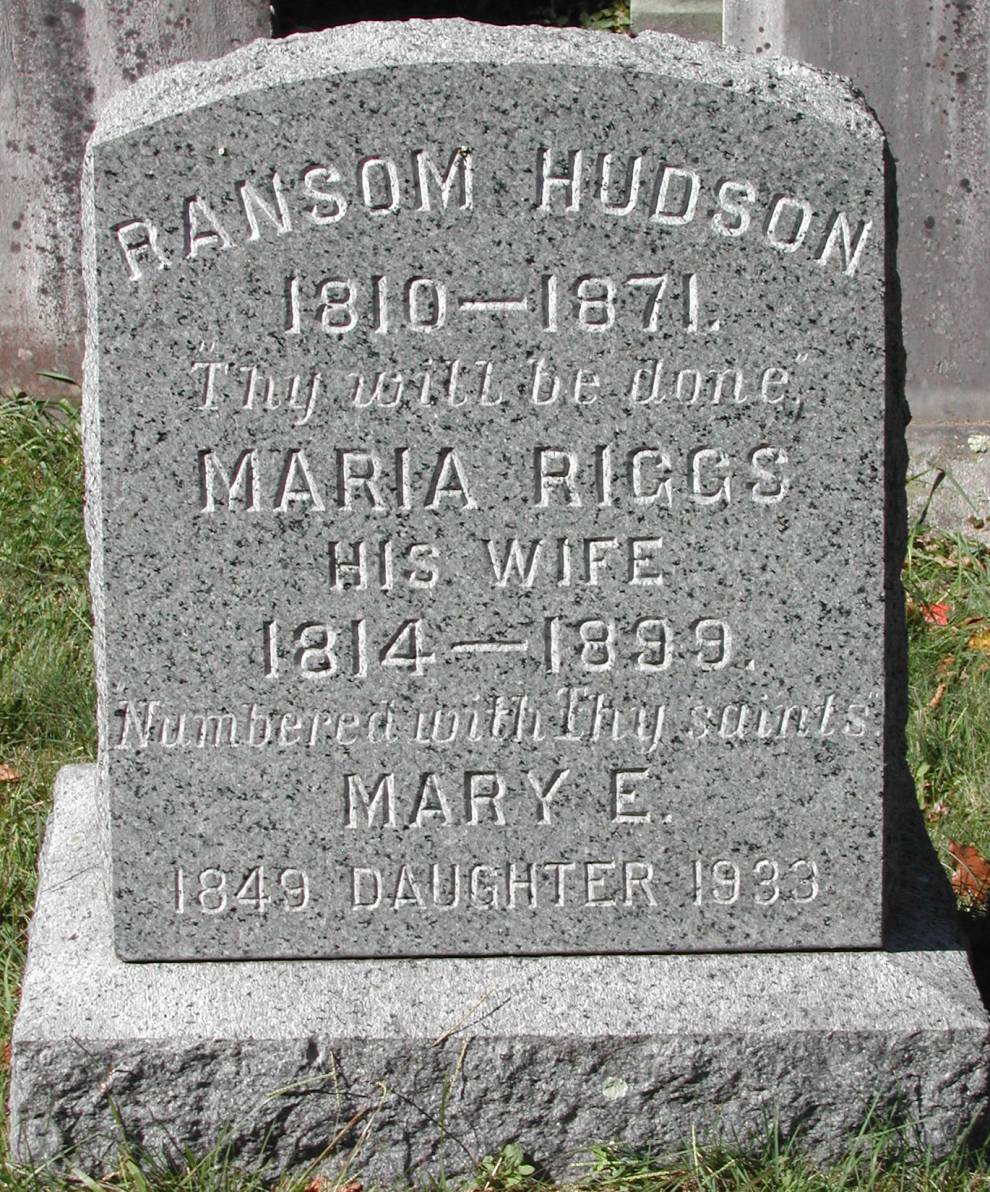 RANSOM HUDSON
1810—1871.
"Thy will be done,"
MARIA RIGGS
HIS WIFE
1814—1899.
"Numbered with Thy saints".
MARY E.
1849 DAUGHTER 1933